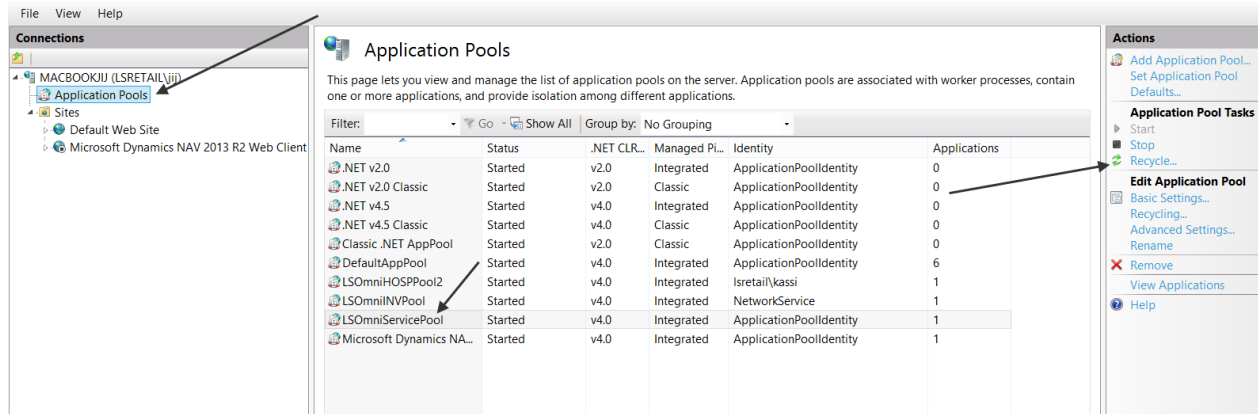 File View Help
Connections
MACBOOKJIJ (LSRETAIL\jij)
Application Pools
Sites
Default Web Site
Microsoft Dynamics NAV 2013 R2 Web Client
Application Pools
This page lets you view and manage the list of application pools on the server. Application pools are associated with worker processes, contain
one or more applications, and provide isolation among different applications.
Filter: Go Show All Group by: No Grouping
Name Status .NET CLR... Managed Pi... Identity Applications
.NET v2.0 Started v2.0 Integrated ApplicationPoolIdentity 0
.NET v2.0 Classic Started v2.0 Classic ApplicationPoolIdentity 0
.NET v4.5 Started v4.0 Integrated ApplicationPoolIdentity 0
.NET v4.5 Classic Started v4.0 Classic ApplicationPoolIdentity 0
Classic .NET AppPool Started v2.0 Classic ApplicationPoolIdentity 0
DefaultAppPool Started v4.0 Integrated ApplicationPoolIdentity 6
LSOmniHOSPPool2 Started v4.0 Integrated lsretail\kassi 1
LSOmniINVPool Started v4.0 Integrated NetworkService 1
LSOmniServicePool Started v4.0 Integrated ApplicationPoolIdentity 1
Microsoft Dynamics NA... Started v4.0 Integrated ApplicationPoolIdentity 1
Actions
Add Application Pool...
Set Application Pool
Defaults...
Application Pool Tasks
Start
Stop
Recycle...
Edit Application Pool
Basic Settings...
Recycling...
Advanced Settings...
Rename
Remove
View Applications
Help